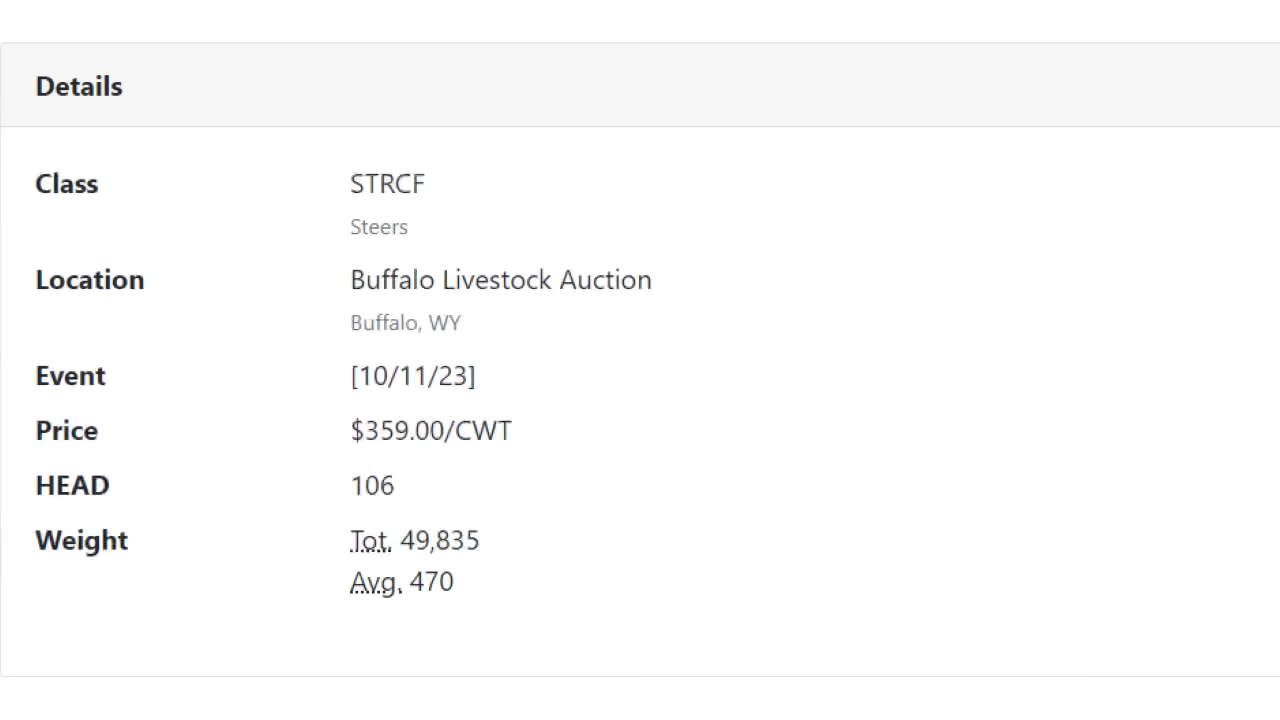 Details
Class STRCF
Steers
Location Buffalo Livestock Auction
Buffalo, WY
Event [10/11/23]
Price $359.00/CWT
HEAD 106
Weight Tot. 49,835
Avg. 470